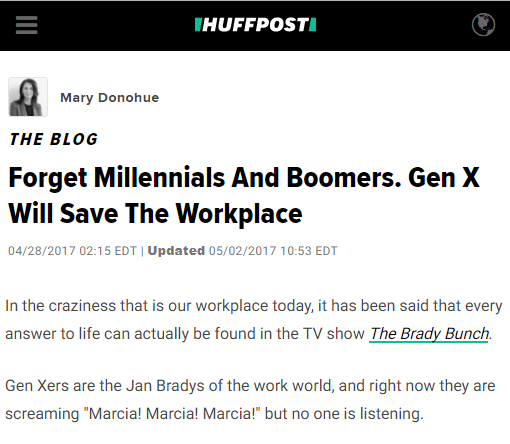 HUFFPOST
Mary Donohue
THE BLOG
Forget Millennials And Boomers. Gen X
Will Save The Workplace
04/28/2017 02:15 EDT | Updated 05/02/2017 10:53 EDT
In the craziness that is our workplace today, it has been said that every
answer to life can actually be found in the TV show The Brady Bunch.
Gen Xers are the Jan Bradys of the work world, and right now they are
screaming "Marcia! Marcia! Marcia!" but no one is listening.